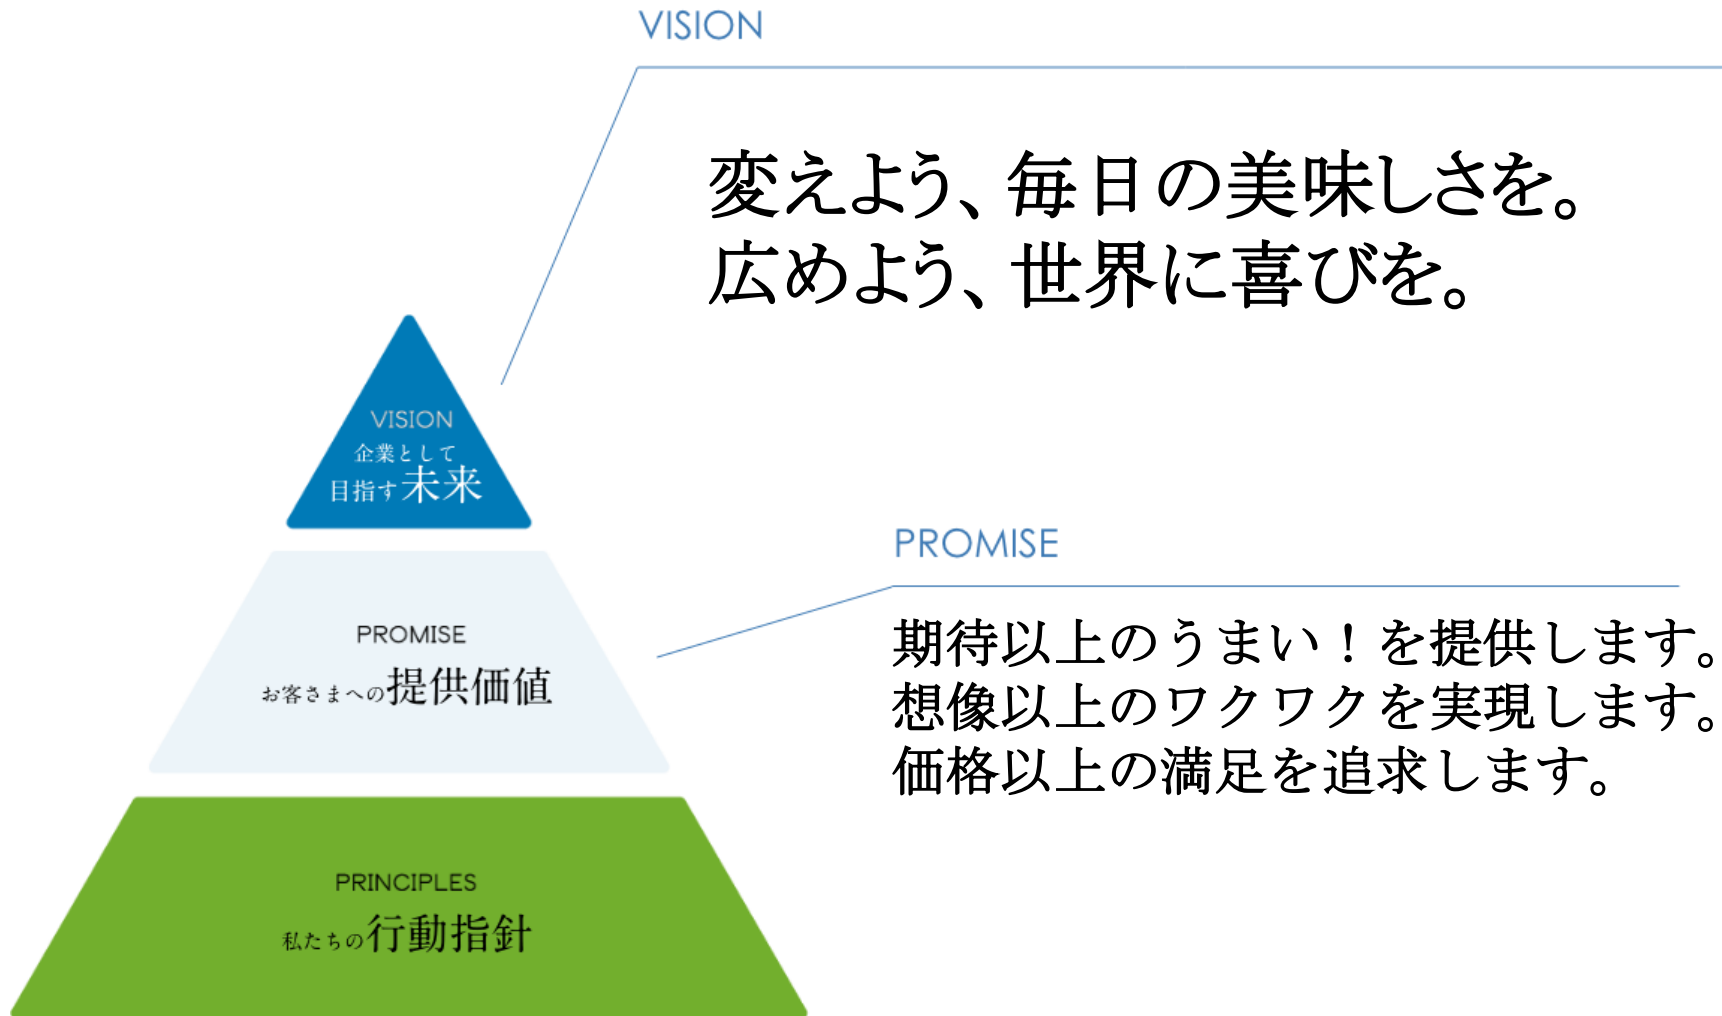 VISION
変えよう、毎日の美味しさを。
広めよう、世界に喜びを。
VISION
企業として
目指す未来
PROMISE
期待以上のうまい！を提供します。
想像以上のワクワクを実現します。
価格以上の満足を追求します。
PROMISE
お客さまへの提供価値
PRINCIPLES
私たちの行動指針